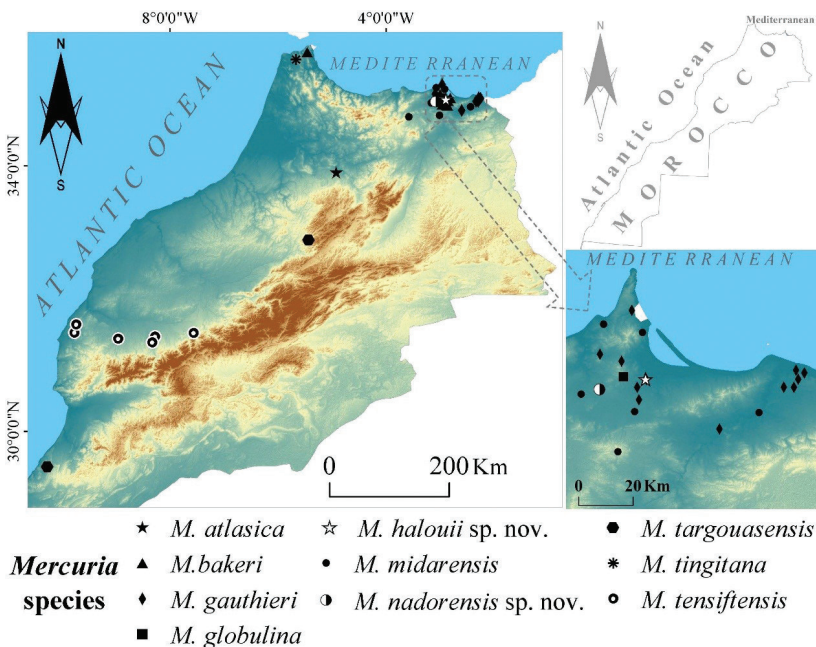 8°0'0"W
4°0'0"W
N
S
34°0'0"N
30°0'0"N
ATLANTIC OCEAN
MEDITE RRANEAN
0 200 Km
Mediterranean
N
S
Atlantic Ocean
MOROCCO
MEDITE RRANEAN
0 20 Km
Mercuria
species
M. atlasica
M.bakeri
M. gauthieri
M. globulina
M. halouii sp. nov.
M. midarensis
M. nadorensis sp. nov.
M. targouasensis
M. tingitana
M. tensiftensis